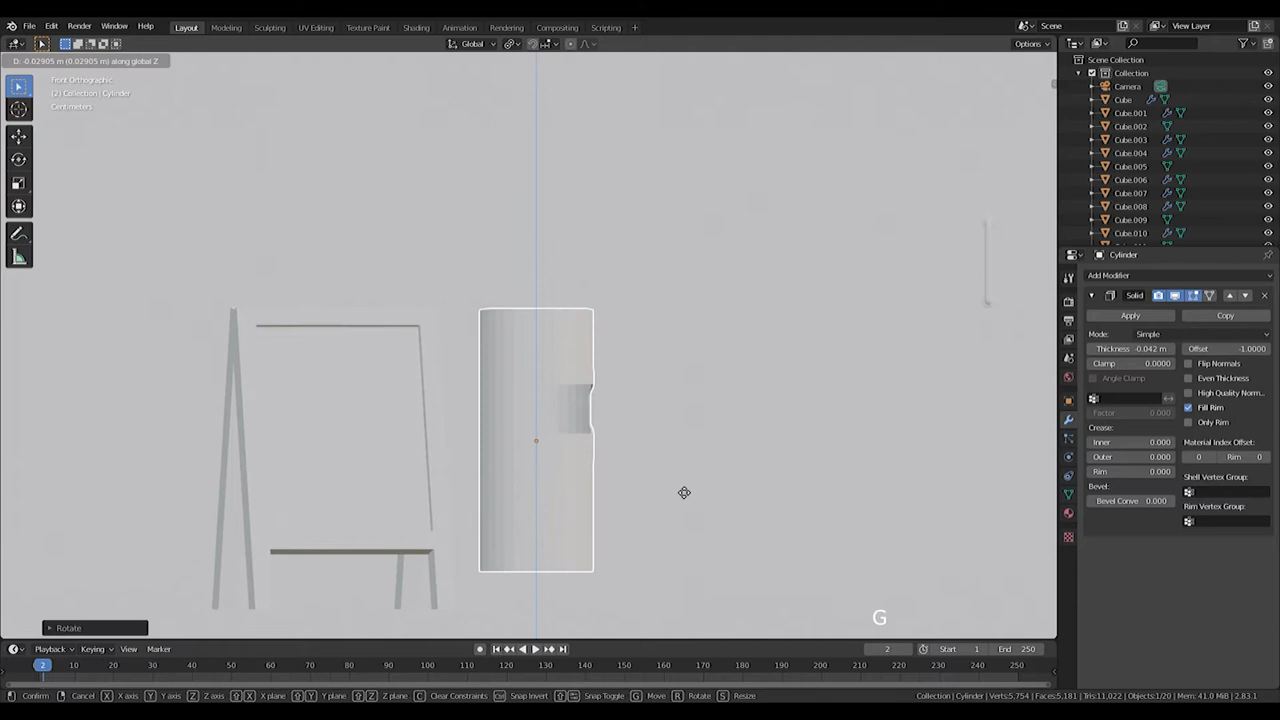 File Edit Render Window Help Layout Modeling Sculpting UV Editing Texture Paint Shading Animation Rendering Compositing Scripting + Scene View Layer
Global Options
D: -0.02905 m (0.02905 m) along global Z
Front Orthographic
(2) Collection | Cylinder
Centimeters
Scene Collection
Collection
Camera
Cube
Cube.001
Cube.002
Cube.003
Cube.004
Cube.005
Cube.006
Cube.007
Cube.008
Cube.009
Cube.010
Cylinder
Add Modifier
Solid
Apply Copy
Mode: Simple
Thickness -0.042 m Offset -1.0000
Clamp 0.0000 Flip Normals
Angle Clamp Even Thickness
High Quality Norm...
Factor 0.000 Fill Rim
Crease: Only Rim
Inner 0.000 Material Index Offset:
Outer 0.000 0 Rim 0
Rim 0.000 Shell Vertex Group:
Bevel:
Bevel Conve 0.000 Rim Vertex Group:
G
Rotate
Playback Keying View Marker 2 Start 1 End 250
2 10 20 30 40 50 60 70 80 90 100 110 120 130 140 150 160 170 180 190 200 210 220 230 240 250
Confirm Cancel X X axis Y Y axis Z Z axis X X plane Y Y plane Z Z plane C Clear Constraints Snap Invert Snap Toggle G Move R Rotate S Resize Collection | Cylinder | Verts:5,754 | Faces:5,181 | Tris:11,022 | Objects:1/20 | Mem: 41.0 MiB | 2.83.1